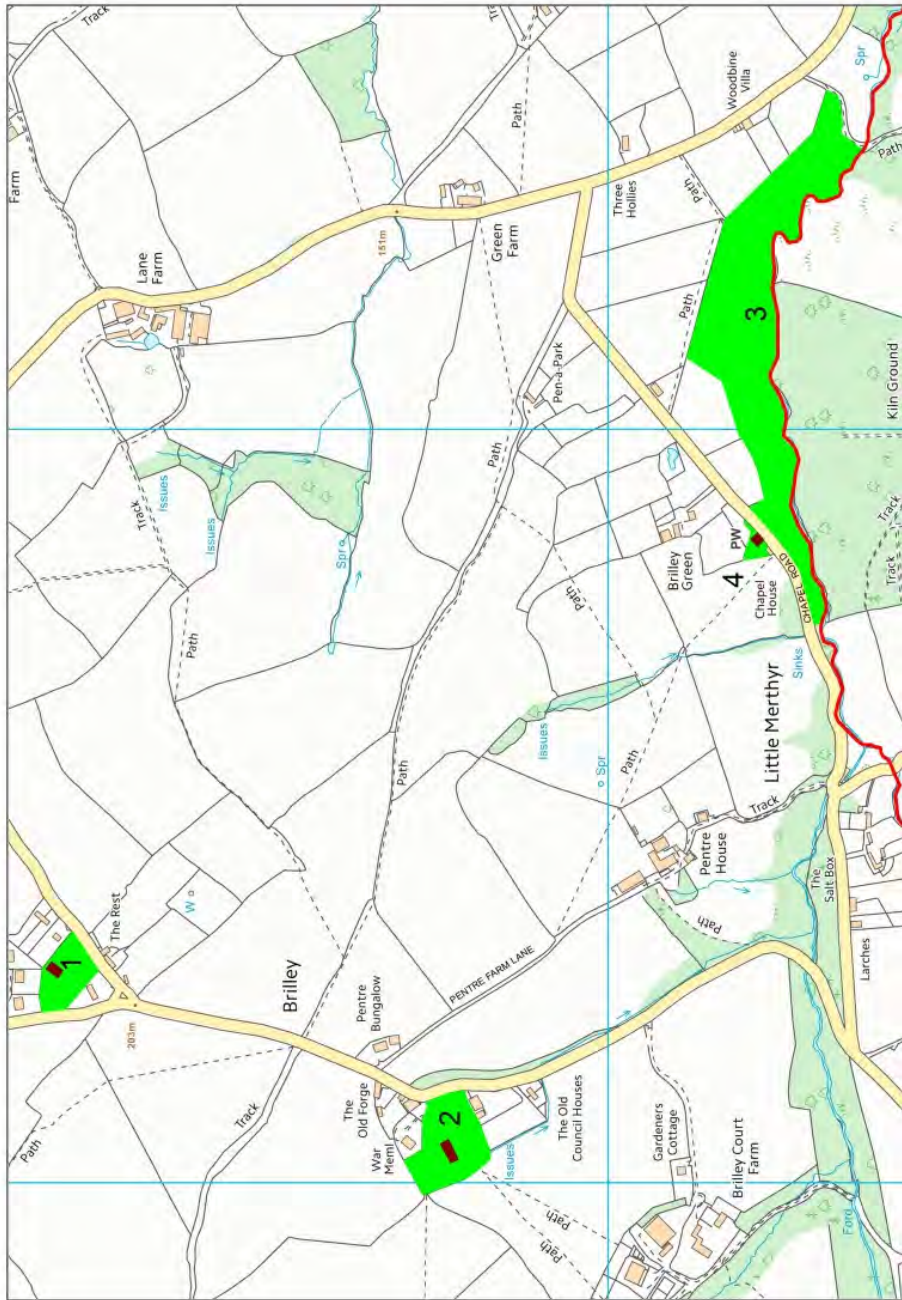 Track
Farm
Lane
Farm
Track
Issues
Issues
Spr
Path
151m
Green
Farm
Path
Three
Hollies
Woodbine
Villa
Path
Spr
Path
3
Path
Pen-a-Park
Path
Kiln Ground
Track
Track
Brilley
Green
PW
4
Chapel
House
CHAPEL ROAD
Path
Sinks
Little Merthyr
Issues
Spr
Path
Path
Track
Pentre
House
The
Salt Box
Larches
Path
PENTRE FARM LANE
1
The Rest
W
203m
Brilley
Pentre
Bungalow
The
Old Forge
War
Meml
2
Issues
The Old
Council Houses
Track
Path
Gardeners
Cottage
Brilley Court
Farm
Path
Path
Ford